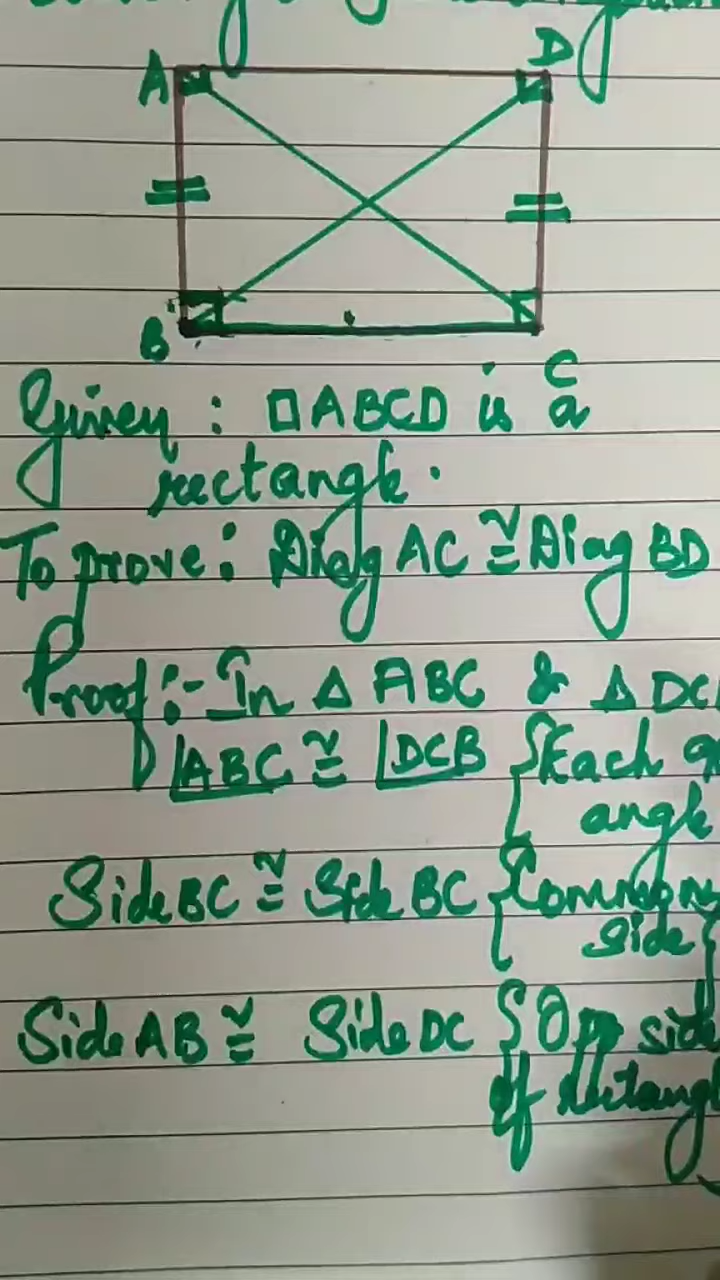 A
D
B
C
Given : □ABCD is a
rectangle.
To prove : Diag AC ≅ Diag BD
Proof :- In Δ ABC & Δ DC
∠ABC ≅ ∠DCB { Each
angle
Side BC ≅ Side BC { Common
side
Side AB ≅ Side DC { Opp side
of rectangl